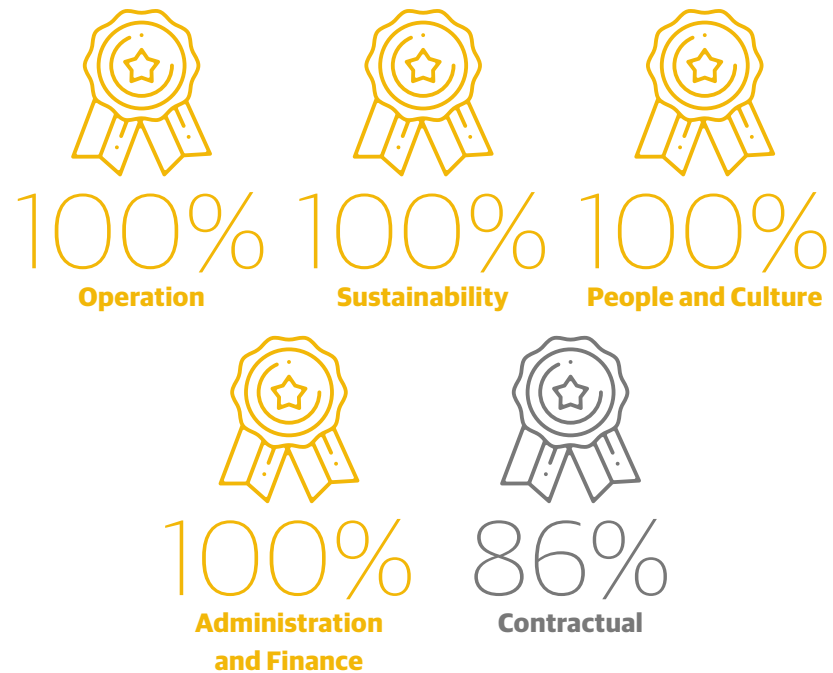 100% 100% 100%
Operation Sustainability People and Culture
100% 86%
Administration Contractual
and Finance